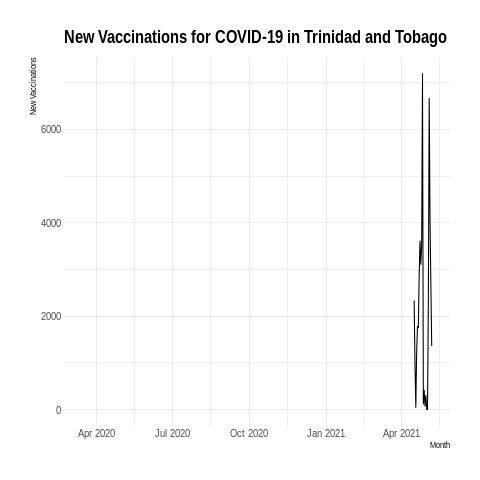 New Vaccinations for COVID-19 in Trinidad and Tobago
New Vaccinations
6000
4000
2000
0
Apr 2020 Jul 2020 Oct 2020 Jan 2021 Apr 2021
Month